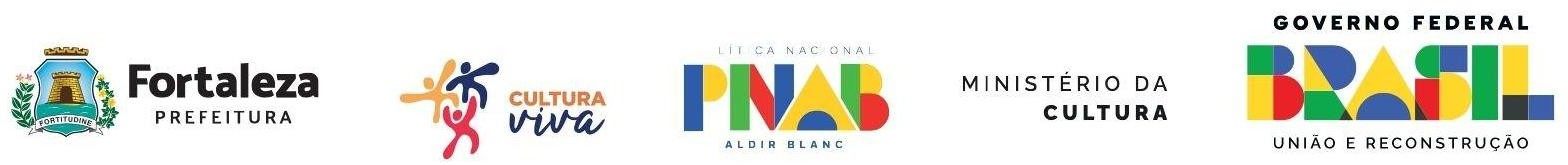 Fortaleza
PREFEITURA
FORTITUDINE
CULTURA
viva
LÍTICA NACIONAL
PNAB
ALDIR BLANC
MINISTÉRIO DA
CULTURA
GOVERNO FEDERAL
BRASIL
UNIÃO E RECONSTRUÇÃO